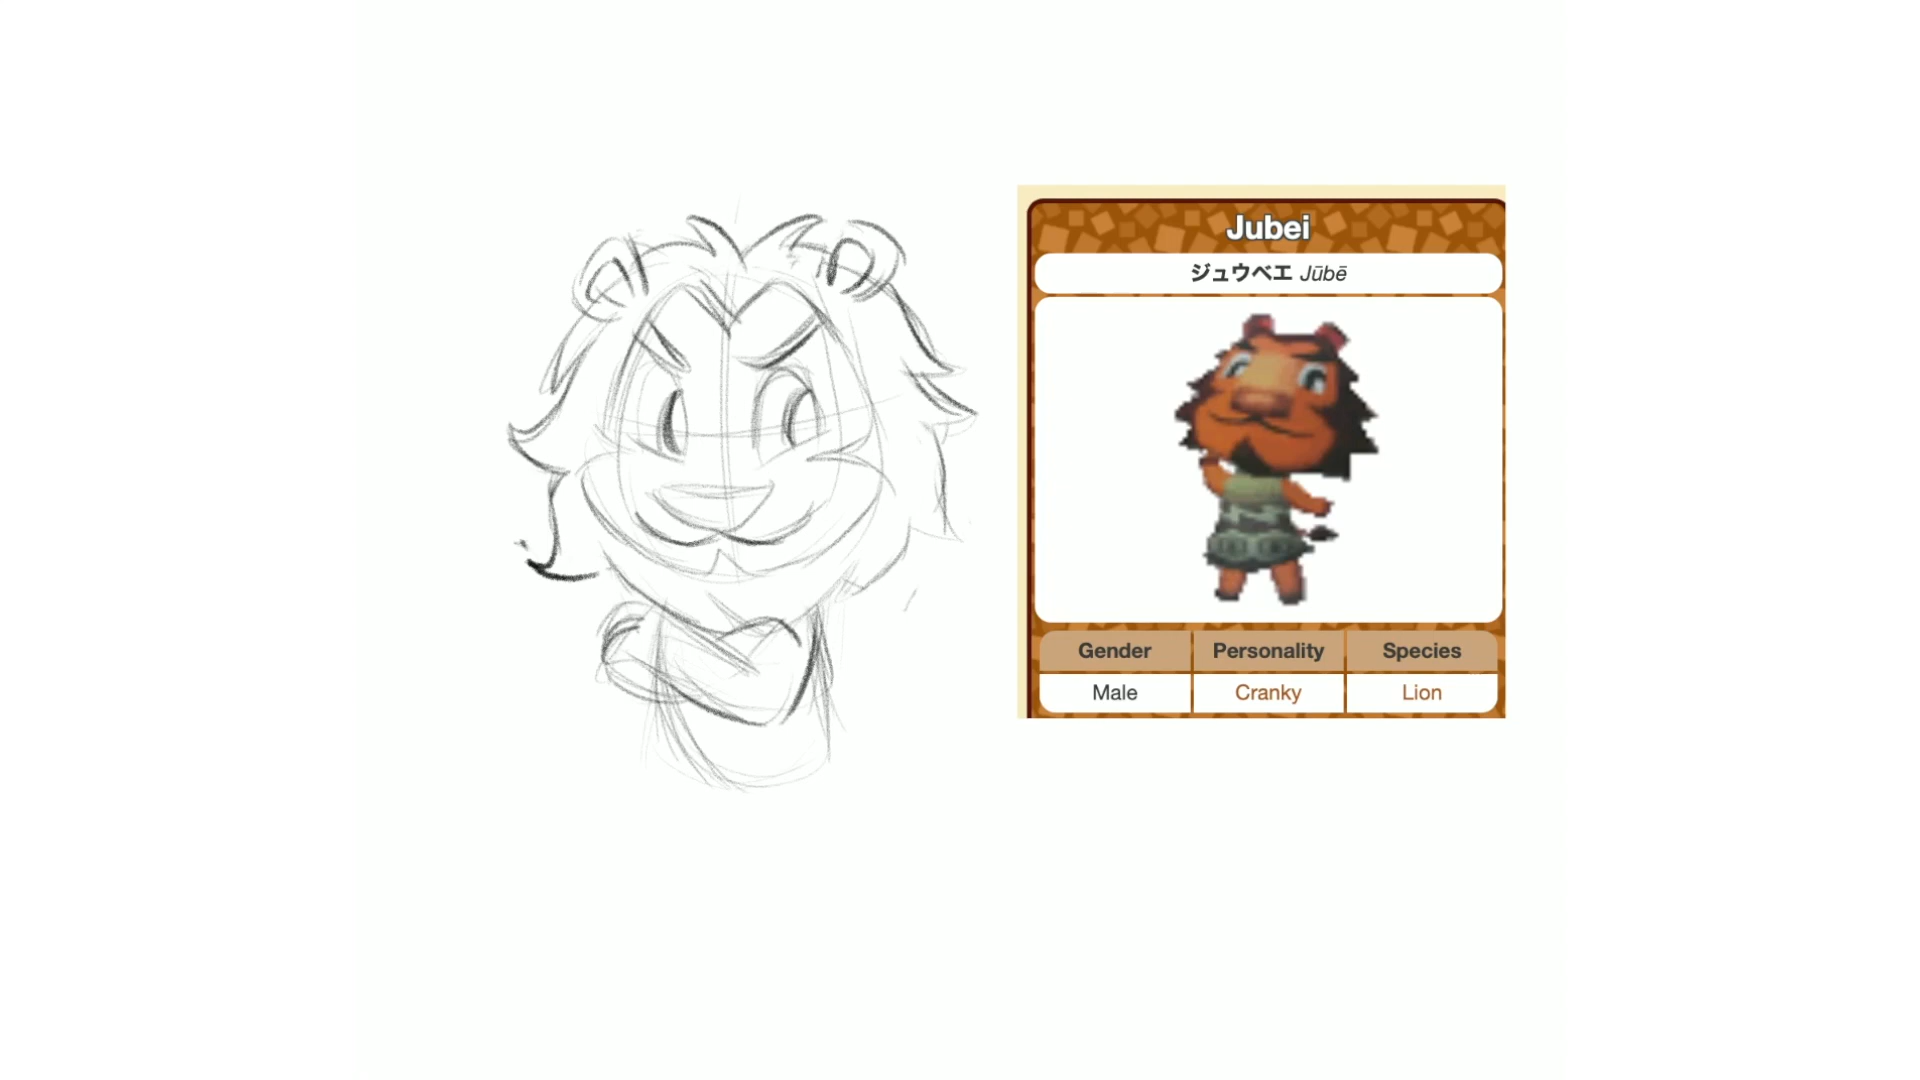 Jubei
ジュウベエ Jūbē
Gender Personality Species
Male Cranky Lion